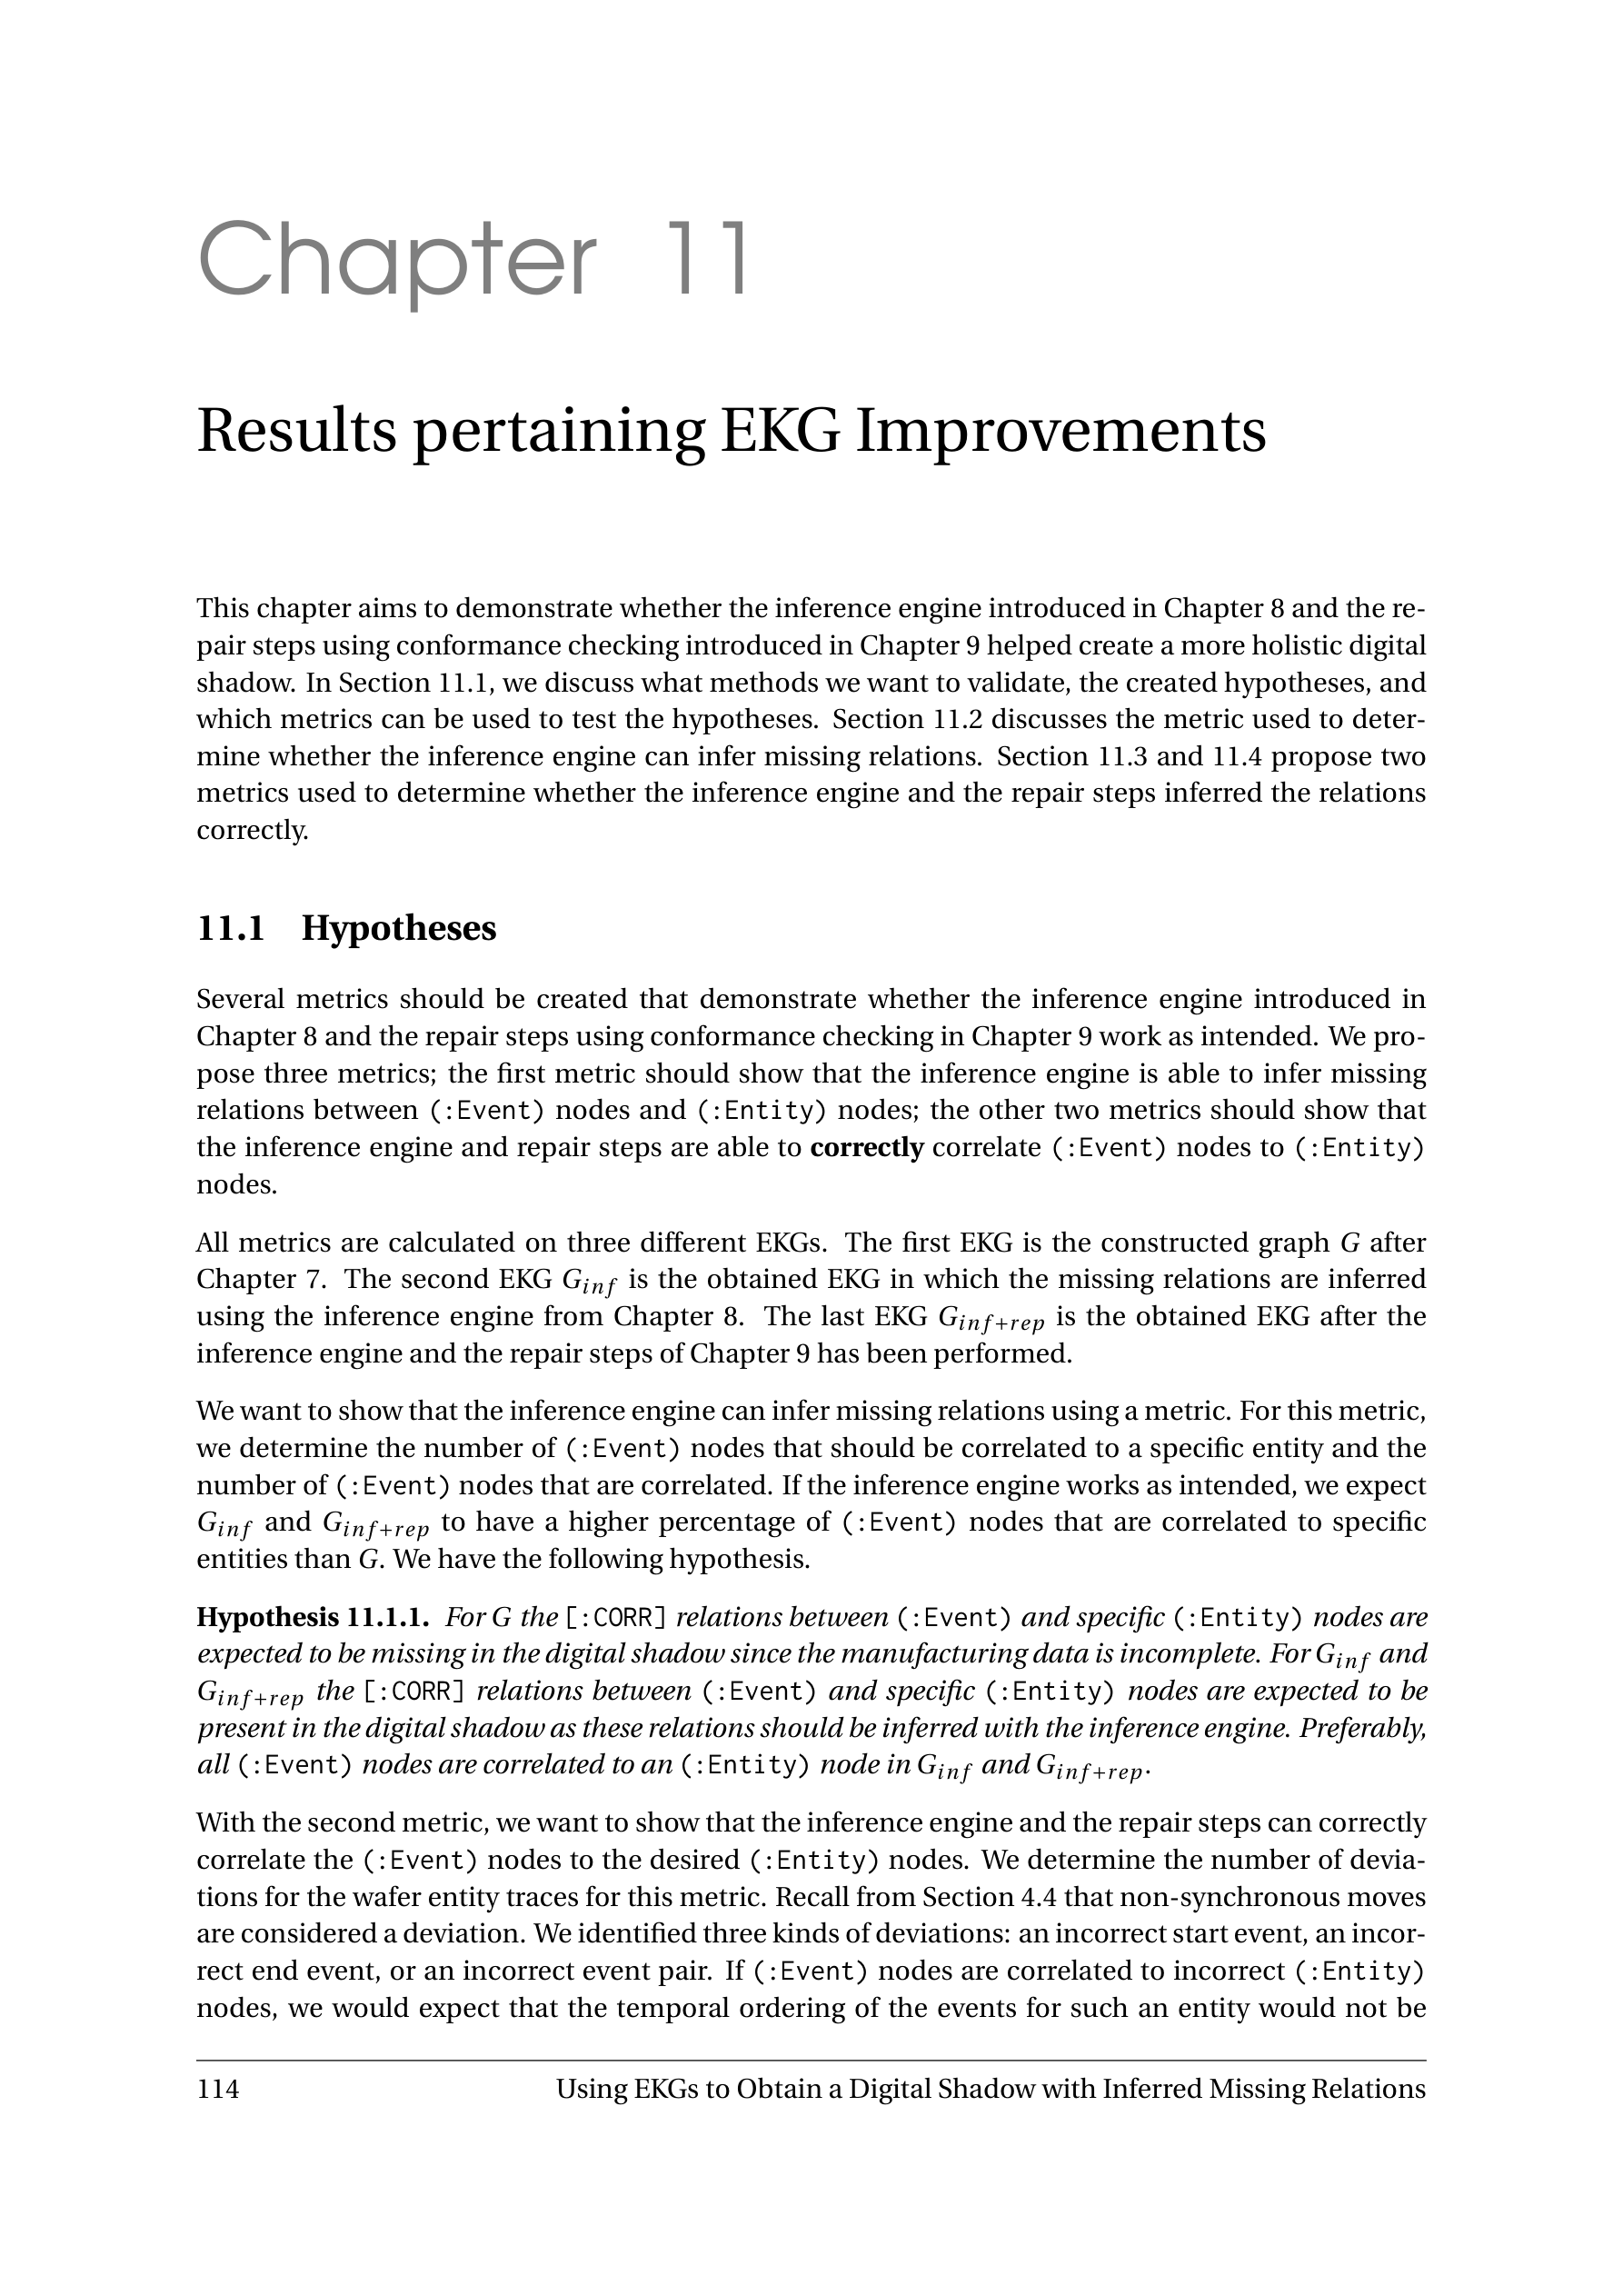 Chapter 11
Results pertaining EKG Improvements
This chapter aims to demonstrate whether the inference engine introduced in Chapter 8 and the re-
pair steps using conformance checking introduced in Chapter 9 helped create a more holistic digital
shadow. In Section 11.1, we discuss what methods we want to validate, the created hypotheses, and
which metrics can be used to test the hypotheses. Section 11.2 discusses the metric used to deter-
mine whether the inference engine can infer missing relations. Section 11.3 and 11.4 propose two
metrics used to determine whether the inference engine and the repair steps inferred the relations
correctly.
11.1 Hypotheses
Several metrics should be created that demonstrate whether the inference engine introduced in
Chapter 8 and the repair steps using conformance checking in Chapter 9 work as intended. We pro-
pose three metrics; the first metric should show that the inference engine is able to infer missing
relations between (:Event) nodes and (:Entity) nodes; the other two metrics should show that
the inference engine and repair steps are able to correctly correlate (:Event) nodes to (:Entity)
nodes.
All metrics are calculated on three different EKGs. The first EKG is the constructed graph G after
Chapter 7. The second EKG G_inf is the obtained EKG in which the missing relations are inferred
using the inference engine from Chapter 8. The last EKG G_inf+rep is the obtained EKG after the
inference engine and the repair steps of Chapter 9 has been performed.
We want to show that the inference engine can infer missing relations using a metric. For this metric,
we determine the number of (:Event) nodes that should be correlated to a specific entity and the
number of (:Event) nodes that are correlated. If the inference engine works as intended, we expect
G_inf and G_inf+rep to have a higher percentage of (:Event) nodes that are correlated to specific
entities than G. We have the following hypothesis.
Hypothesis 11.1.1. For G the [:CORR] relations between (:Event) and specific (:Entity) nodes are
expected to be missing in the digital shadow since the manufacturing data is incomplete. For G_inf and
G_inf+rep the [:CORR] relations between (:Event) and specific (:Entity) nodes are expected to be
present in the digital shadow as these relations should be inferred with the inference engine. Preferably,
all (:Event) nodes are correlated to an (:Entity) node in G_inf and G_inf+rep.
With the second metric, we want to show that the inference engine and the repair steps can correctly
correlate the (:Event) nodes to the desired (:Entity) nodes. We determine the number of devia-
tions for the wafer entity traces for this metric. Recall from Section 4.4 that non-synchronous moves
are considered a deviation. We identified three kinds of deviations: an incorrect start event, an incor-
rect end event, or an incorrect event pair. If (:Event) nodes are correlated to incorrect (:Entity)
nodes, we would expect that the temporal ordering of the events for such an entity would not be
114 Using EKGs to Obtain a Digital Shadow with Inferred Missing Relations